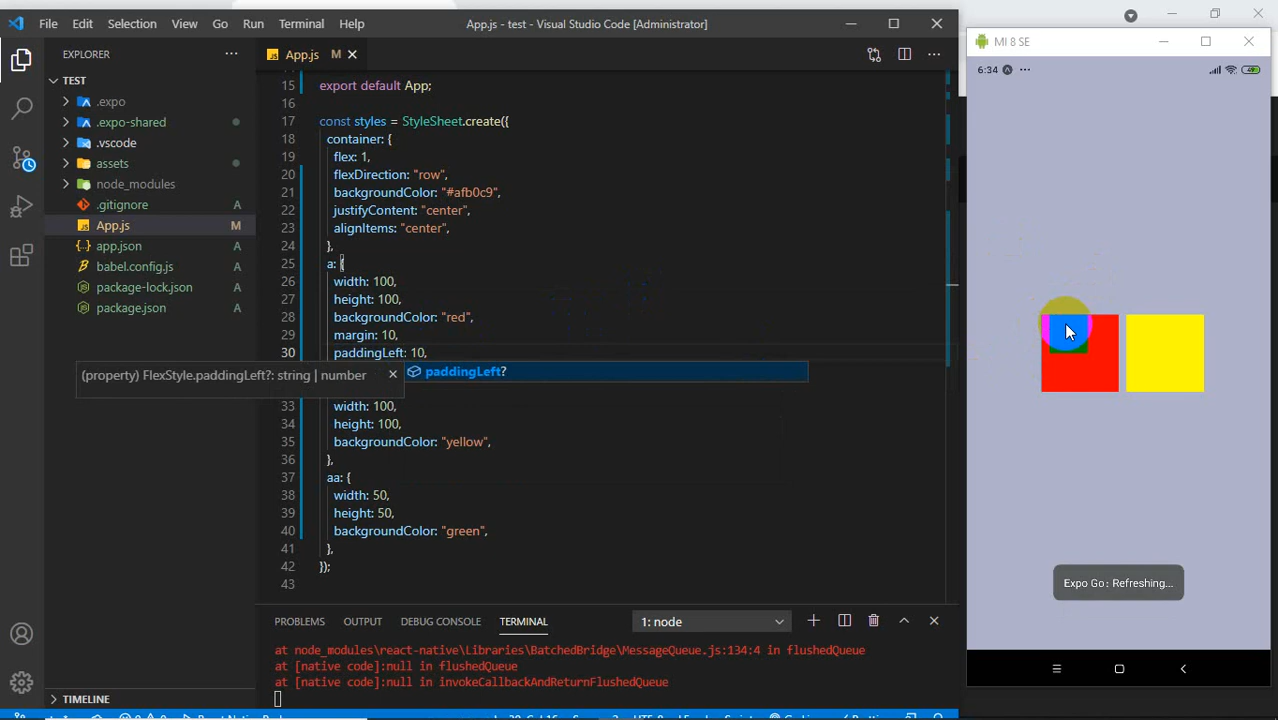 File Edit Selection View Go Run Terminal Help App.js - test - Visual Studio Code [Administrator]
EXPLORER
TEST
.expo
.expo-shared
.vscode
assets
node_modules
.gitignore A
App.js M
app.json A
babel.config.js A
package-lock.json A
package.json A
TIMELINE
App.js M
15 export default App;
16
17 const styles = StyleSheet.create({
18 container: {
19 flex: 1,
20 flexDirection: "row",
21 backgroundColor: "#afb0c9",
22 justifyContent: "center",
23 alignItems: "center",
24 },
25 a: {
26 width: 100,
27 height: 100,
28 backgroundColor: "red",
29 margin: 10,
30 paddingLeft: 10,
(property) FlexStyle.paddingLeft?: string | number
paddingLeft?
33 width: 100,
34 height: 100,
35 backgroundColor: "yellow",
36 },
37 aa: {
38 width: 50,
39 height: 50,
40 backgroundColor: "green",
41 },
42 });
43
PROBLEMS OUTPUT DEBUG CONSOLE TERMINAL 1: node
at node_modules\react-native\Libraries\BatchedBridge\MessageQueue.js:134:4 in flushedQueue
at [native code]:null in flushedQueue
at [native code]:null in invokeCallbackAndReturnFlushedQueue
MI 8 SE
6:34
Expo Go: Refreshing...